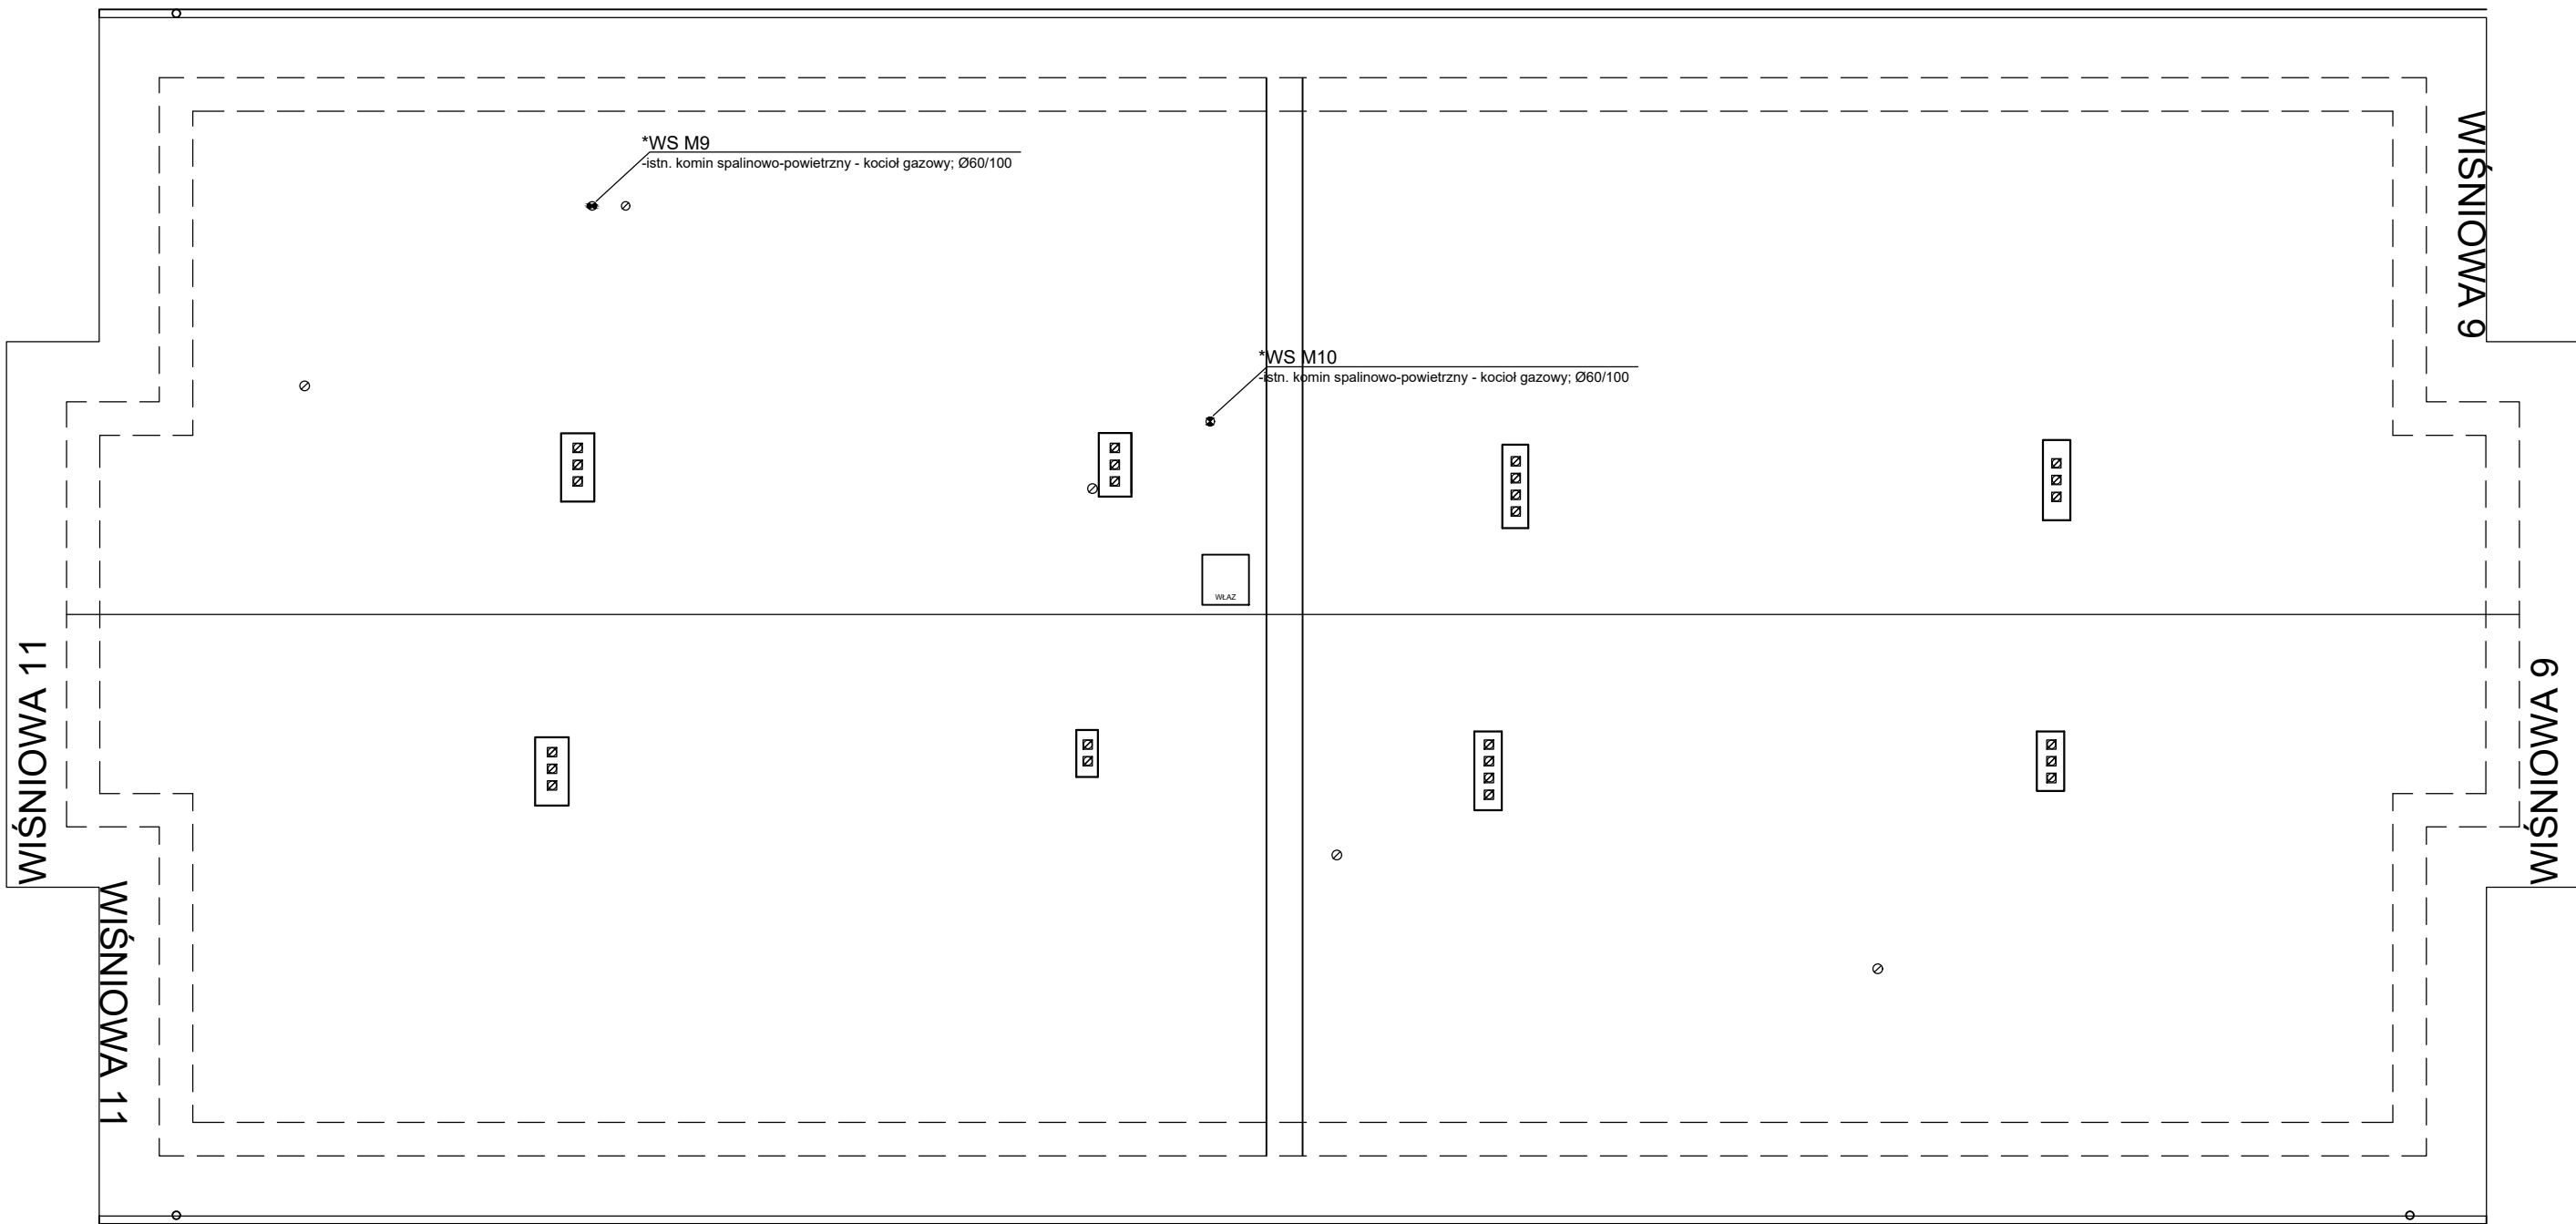 *WS M9
-istn. komin spalinowo-powietrzny - kocioł gazowy; Ø60/100
WIŚNIOWA 9
*WS M10
-istn. komin spalinowo-powietrzny - kocioł gazowy; Ø60/100
WŁAZ
WIŚNIOWA 11
WIŚNIOWA 9
WIŚNIOWA 11